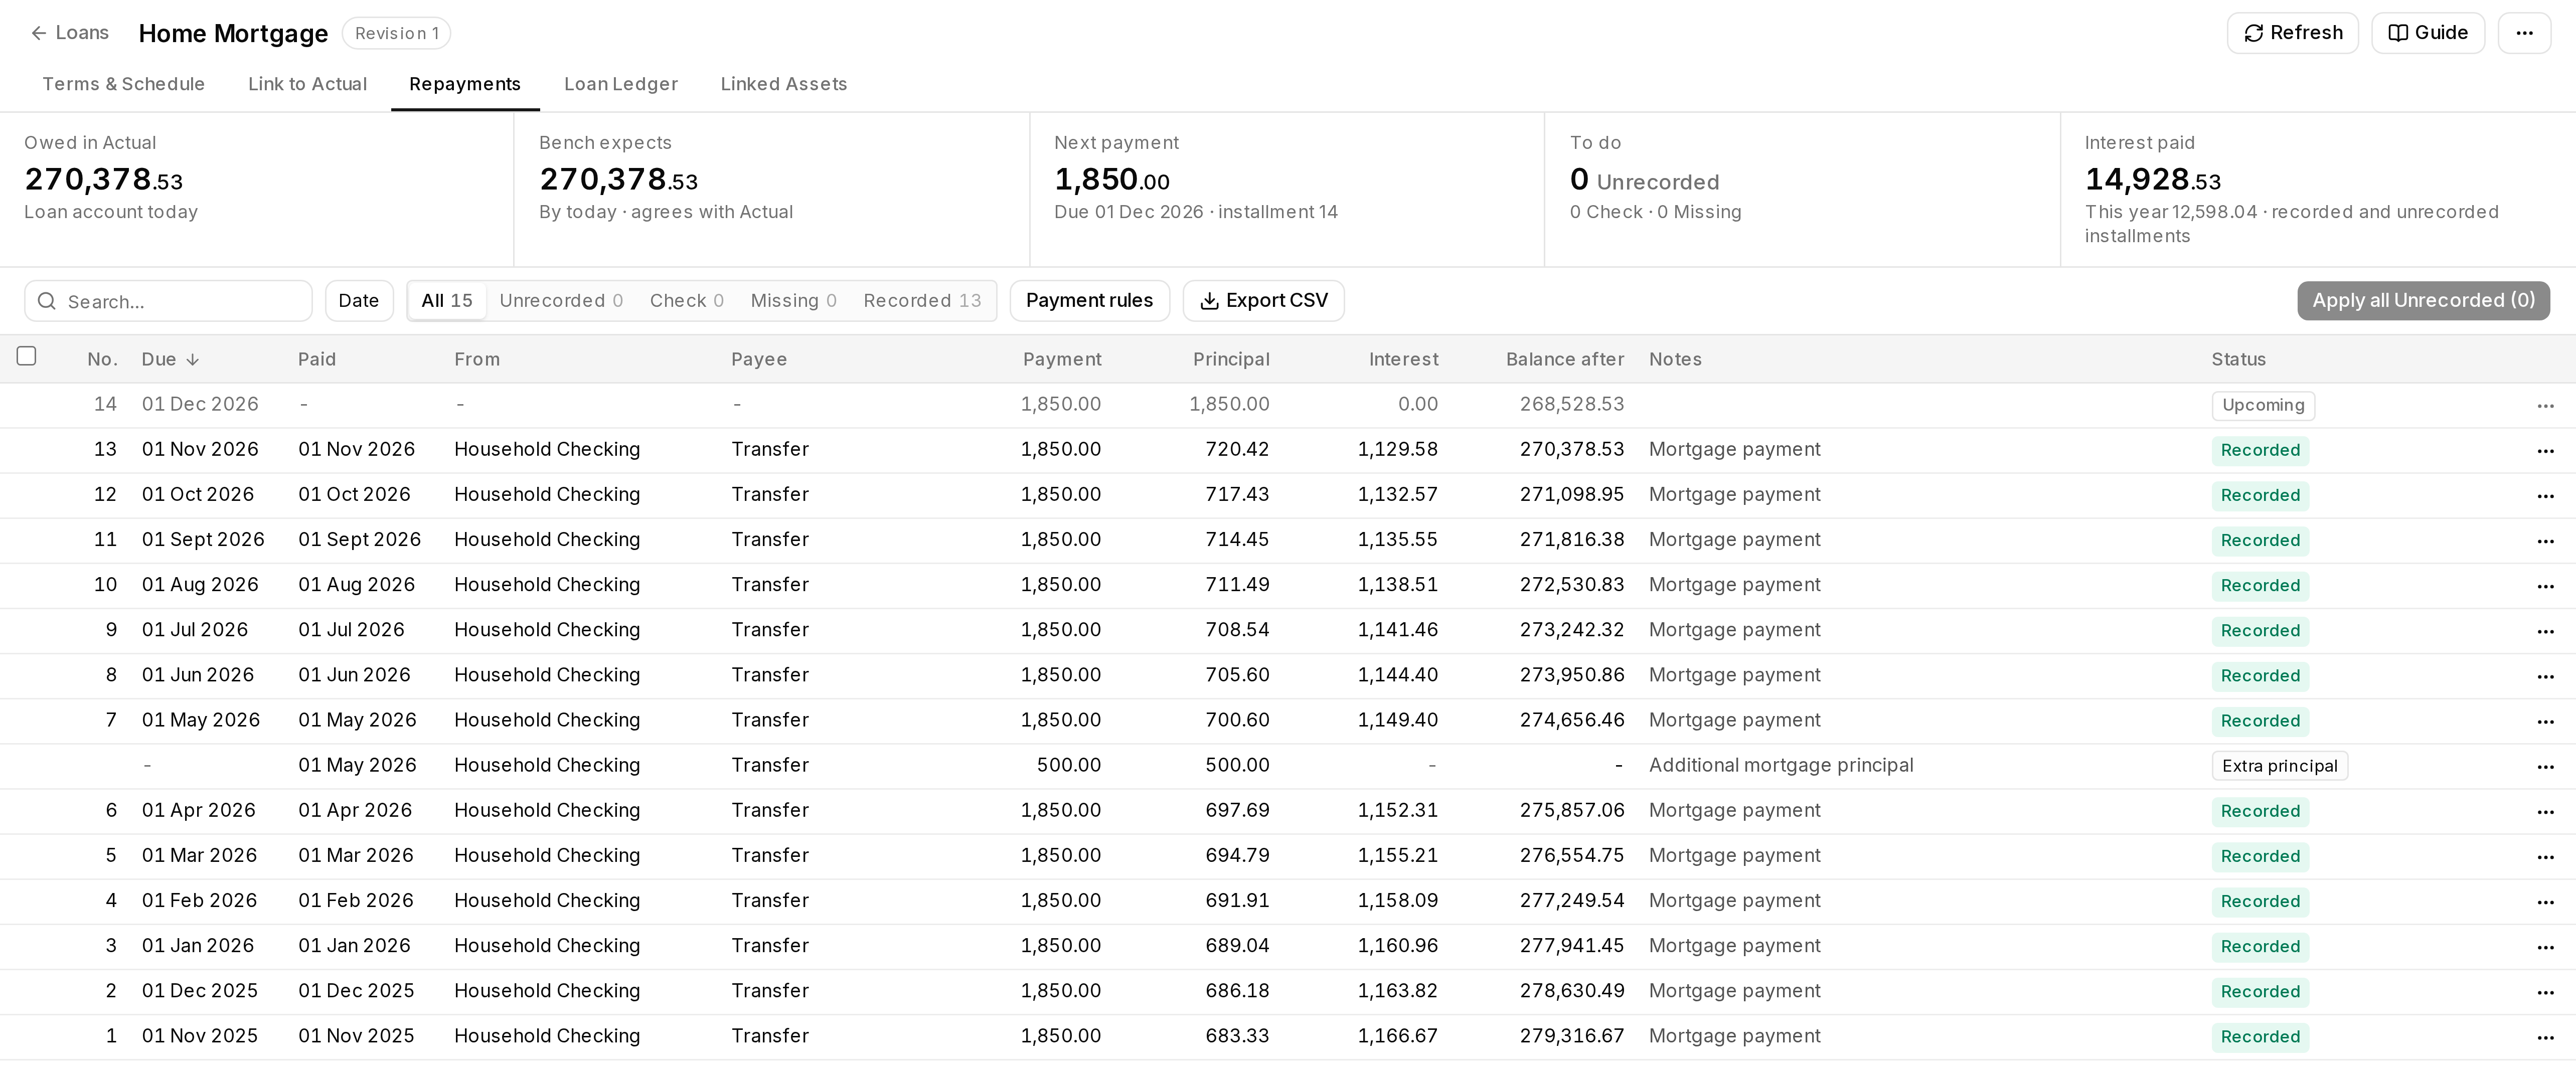 Loans Home Mortgage Revision 1 Refresh Guide
Terms & Schedule Link to Actual Repayments Loan Ledger Linked Assets
Owed in Actual Bench expects Next payment To do Interest paid
270,378.53 270,378.53 1,850.00 0 Unrecorded 14,928.53
Loan account today By today · agrees with Actual Due 01 Dec 2026 · installment 14 0 Check · 0 Missing This year 12,598.04 · recorded and unrecorded
installments
Search... Date All 15 Unrecorded 0 Check 0 Missing 0 Recorded 13 Payment rules Export CSV Apply all Unrecorded (0)
No. Due ↓ Paid From Payee Payment Principal Interest Balance after Notes Status
14 01 Dec 2026 - - - 1,850.00 1,850.00 0.00 268,528.53 Upcoming
13 01 Nov 2026 01 Nov 2026 Household Checking Transfer 1,850.00 720.42 1,129.58 270,378.53 Mortgage payment Recorded
12 01 Oct 2026 01 Oct 2026 Household Checking Transfer 1,850.00 717.43 1,132.57 271,098.95 Mortgage payment Recorded
11 01 Sept 2026 01 Sept 2026 Household Checking Transfer 1,850.00 714.45 1,135.55 271,816.38 Mortgage payment Recorded
10 01 Aug 2026 01 Aug 2026 Household Checking Transfer 1,850.00 711.49 1,138.51 272,530.83 Mortgage payment Recorded
9 01 Jul 2026 01 Jul 2026 Household Checking Transfer 1,850.00 708.54 1,141.46 273,242.32 Mortgage payment Recorded
8 01 Jun 2026 01 Jun 2026 Household Checking Transfer 1,850.00 705.60 1,144.40 273,950.86 Mortgage payment Recorded
7 01 May 2026 01 May 2026 Household Checking Transfer 1,850.00 700.60 1,149.40 274,656.46 Mortgage payment Recorded
- 01 May 2026 Household Checking Transfer 500.00 500.00 - - Additional mortgage principal Extra principal
6 01 Apr 2026 01 Apr 2026 Household Checking Transfer 1,850.00 697.69 1,152.31 275,857.06 Mortgage payment Recorded
5 01 Mar 2026 01 Mar 2026 Household Checking Transfer 1,850.00 694.79 1,155.21 276,554.75 Mortgage payment Recorded
4 01 Feb 2026 01 Feb 2026 Household Checking Transfer 1,850.00 691.91 1,158.09 277,249.54 Mortgage payment Recorded
3 01 Jan 2026 01 Jan 2026 Household Checking Transfer 1,850.00 689.04 1,160.96 277,941.45 Mortgage payment Recorded
2 01 Dec 2025 01 Dec 2025 Household Checking Transfer 1,850.00 686.18 1,163.82 278,630.49 Mortgage payment Recorded
1 01 Nov 2025 01 Nov 2025 Household Checking Transfer 1,850.00 683.33 1,166.67 279,316.67 Mortgage payment Recorded